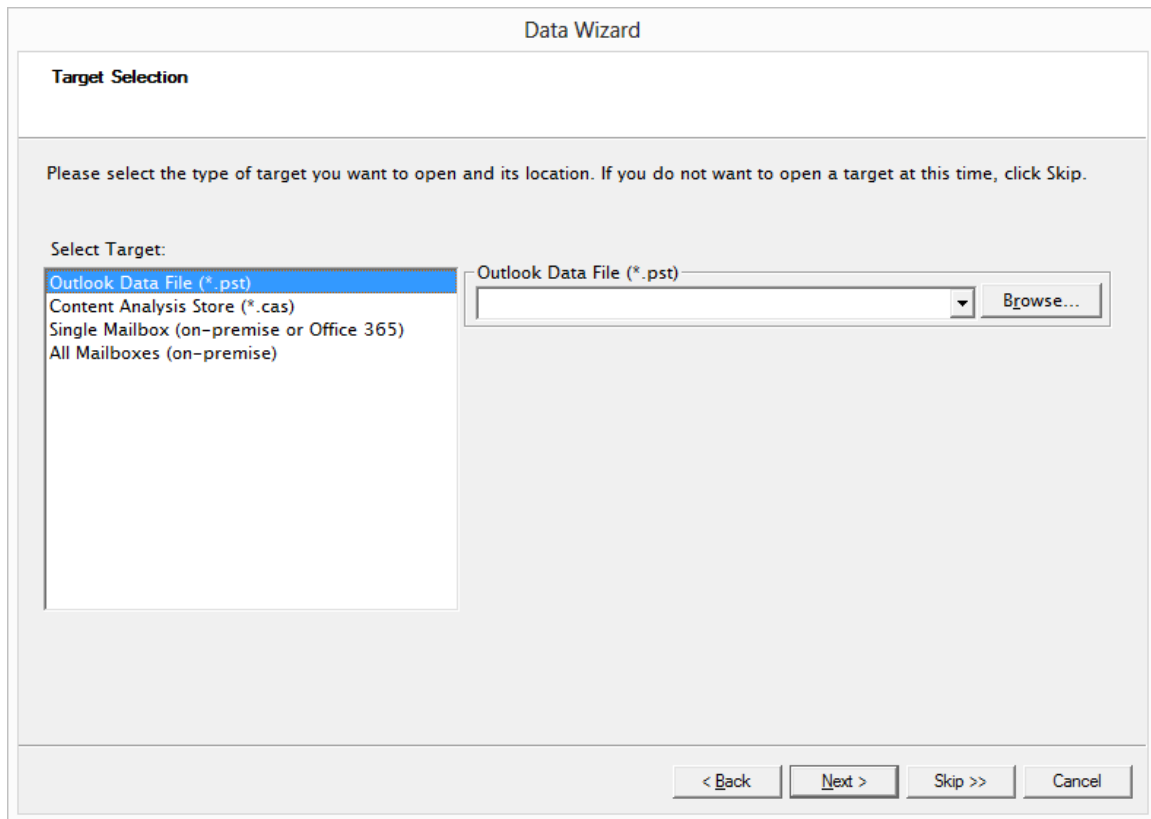 Data Wizard
Target Selection
Please select the type of target you want to open and its location. If you do not want to open a target at this time, click Skip.
Select Target:
Outlook Data File (*.pst)
Content Analysis Store (*.cas)
Single Mailbox (on-premise or Office 365)
All Mailboxes (on-premise)
Outlook Data File (*.pst)
Browse...
< Back
Next >
Skip >>
Cancel